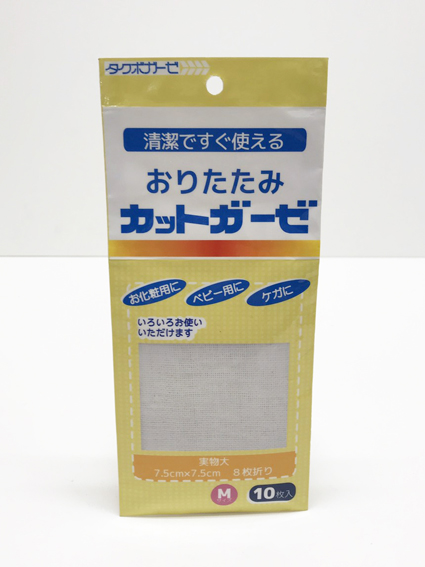 タケボガーゼ
清潔ですぐ使える
おりたたみ
カットガーゼ
お化粧用に
ベビー用に
ケガに
いろいろお使い
いただけます
実物大
7.5cm×7.5cm 8枚折り
M
10枚入